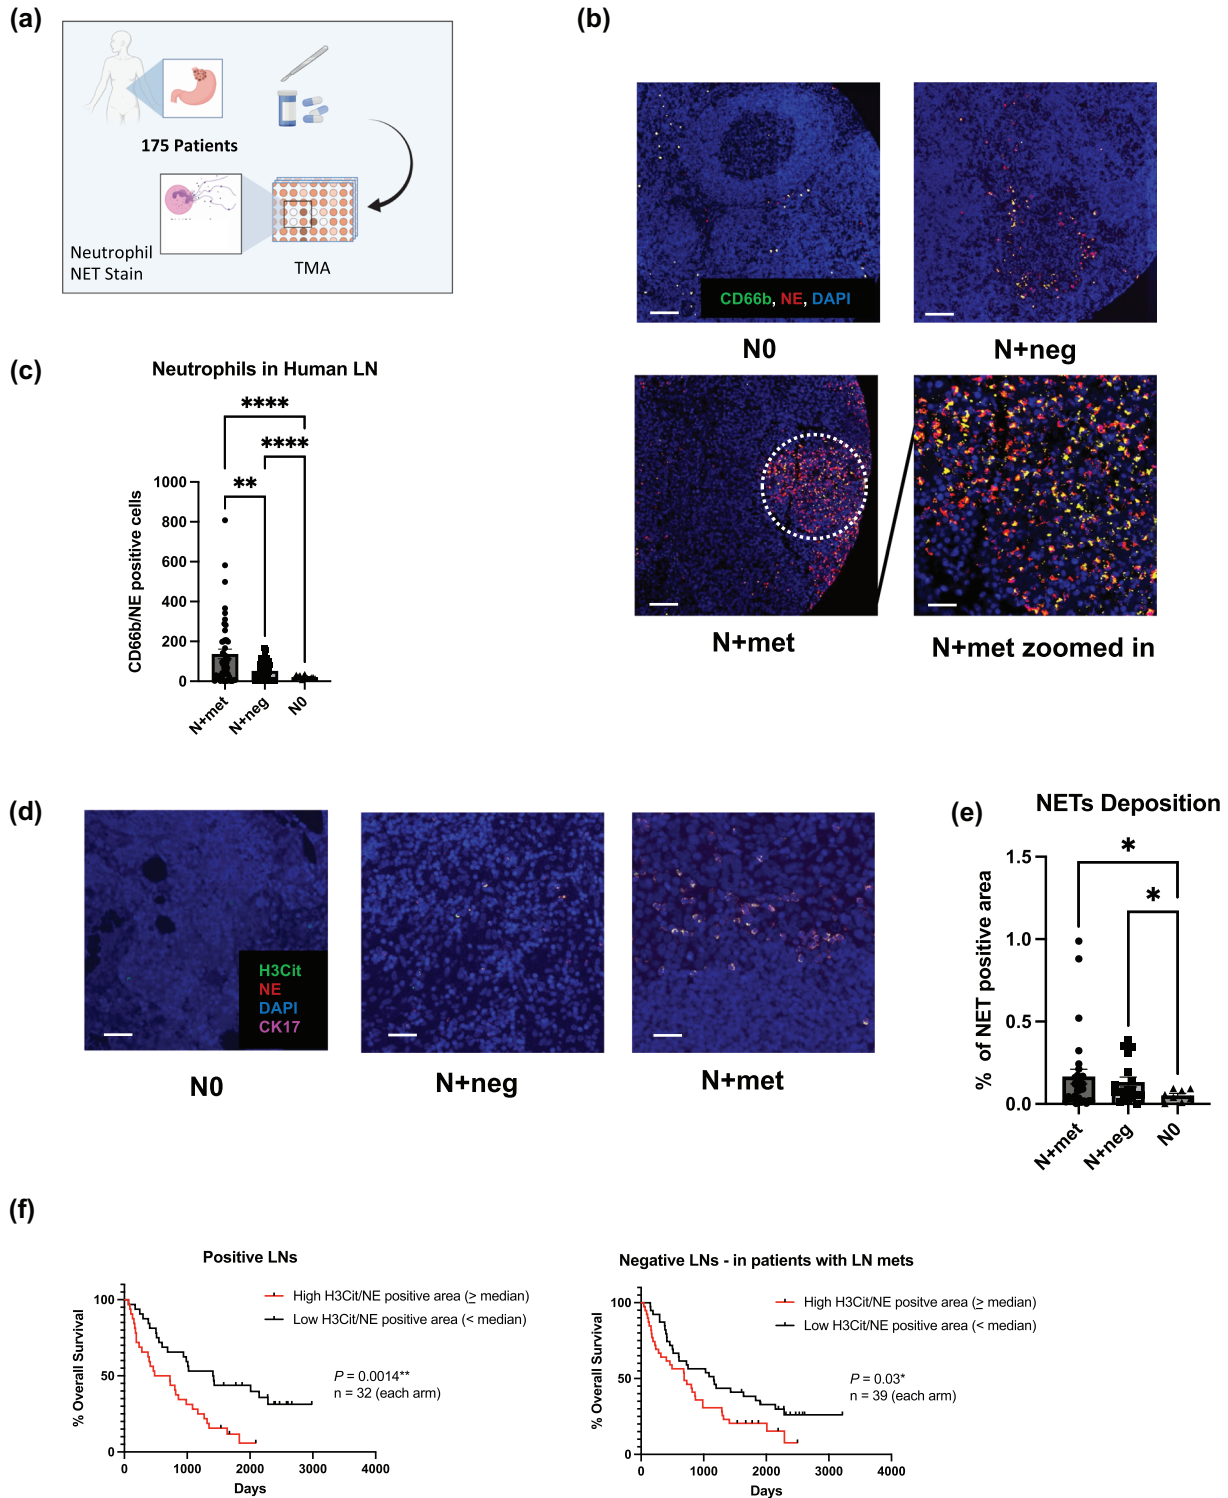 (a)
175 Patients
Neutrophil
NET Stain
TMA
(b)
CD66b, NE, DAPI
N0
N+neg
N+met
N+met zoomed in
(c)
Neutrophils in Human LN
****
****
**
CD66b/NE positive cells
1000
800
600
400
200
0
N+met
N+neg
N0
(d)
H3Cit
NE
DAPI
CK17
N0
N+neg
N+met
(e)
NETs Deposition
*
*
% of NET positive area
1.5
1.0
0.5
0.0
N+met
N+neg
N0
(f)
Positive LNs
High H3Cit/NE positive area (≥ median)
Low H3Cit/NE positive area (< median)
P = 0.0014**
n = 32 (each arm)
% Overall Survival
100
50
0
0 1000 2000 3000 4000
Days
Negative LNs - in patients with LN mets
High H3Cit/NE positive area (≥ median)
Low H3Cit/NE positive area (< median)
P = 0.03*
n = 39 (each arm)
% Overall Survival
100
50
0
0 1000 2000 3000 4000
Days